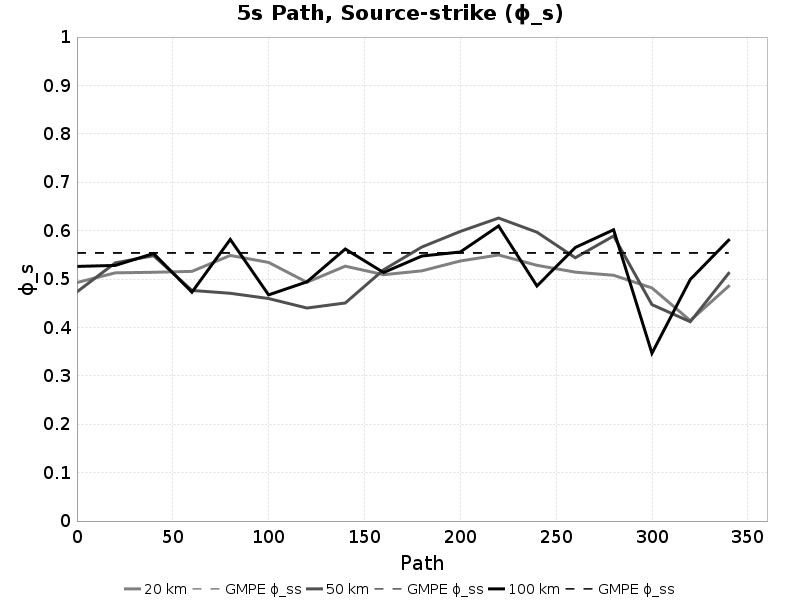 5s Path, Source-strike (ϕ_s)
1
0.9
0.8
0.7
0.6
0.5
0.4
0.3
0.2
0.1
0
ϕ_s
0 50 100 150 200 250 300 350
Path
20 km GMPE ϕ_ss 50 km GMPE ϕ_ss 100 km GMPE ϕ_ss